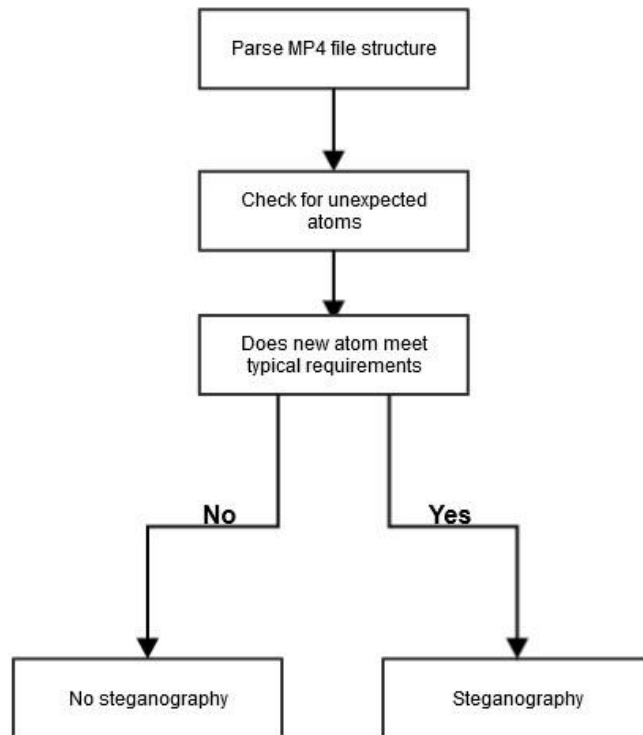 Parse MP4 file structure
Check for unexpected
atoms
Does new atom meet
typical requirements
No
Yes
No steganography
Steganography